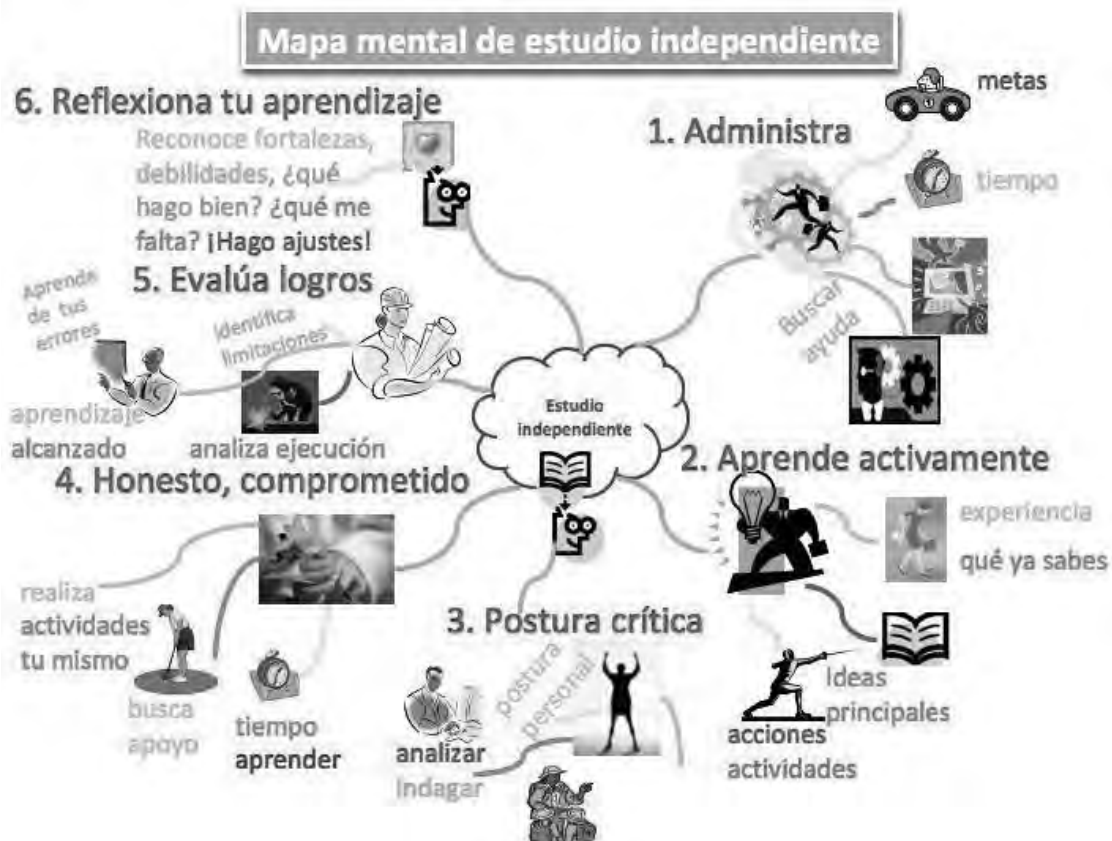 Mapa mental de estudio independiente
6. Reflexiona tu aprendizaje
Reconoce fortalezas,
debilidades, ¿qué
hago bien? ¿qué me
falta? ¡Hago ajustes!
1. Administra
metas
tiempo
Buscar
ayuda
5. Evalúa logros
Aprende
de tus
errores
identifica
limitaciones
aprendizaje
alcanzado
analiza ejecución
Estudio
independiente
2. Aprende activamente
experiencia
qué ya sabes
Ideas
principales
acciones
actividades
4. Honesto, comprometido
realiza
actividades
tu mismo
busca
apoyo
tiempo
aprender
3. Postura crítica
postura
personal
analizar
Indagar